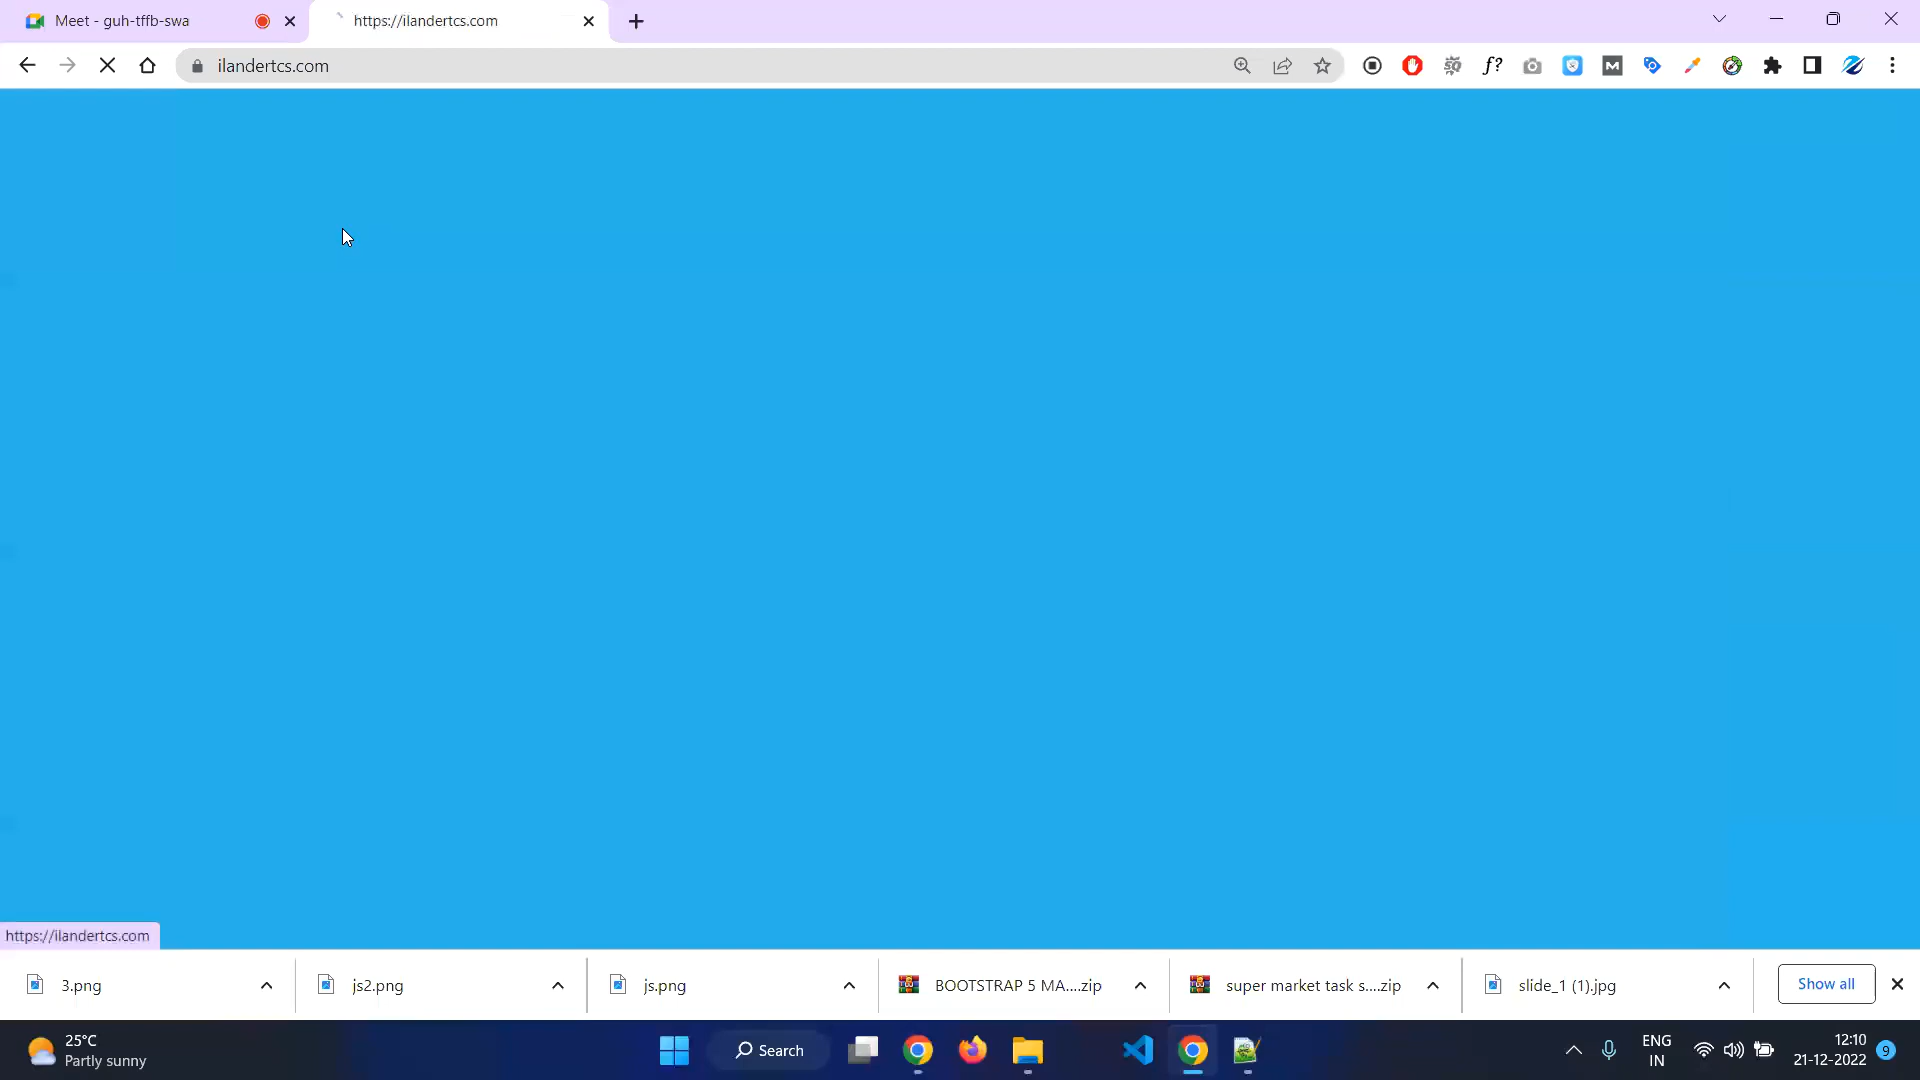 Meet - guh-tffb-swa
https://ilandertcs.com
ilandertcs.com
f?
M
https://ilandertcs.com
3.png
js2.png
js.png
BOOTSTRAP 5 MA....zip
super market task s....zip
slide_1 (1).jpg
Show all
25°C
Partly sunny
Search
ENG
IN
12:10
21-12-2022
9